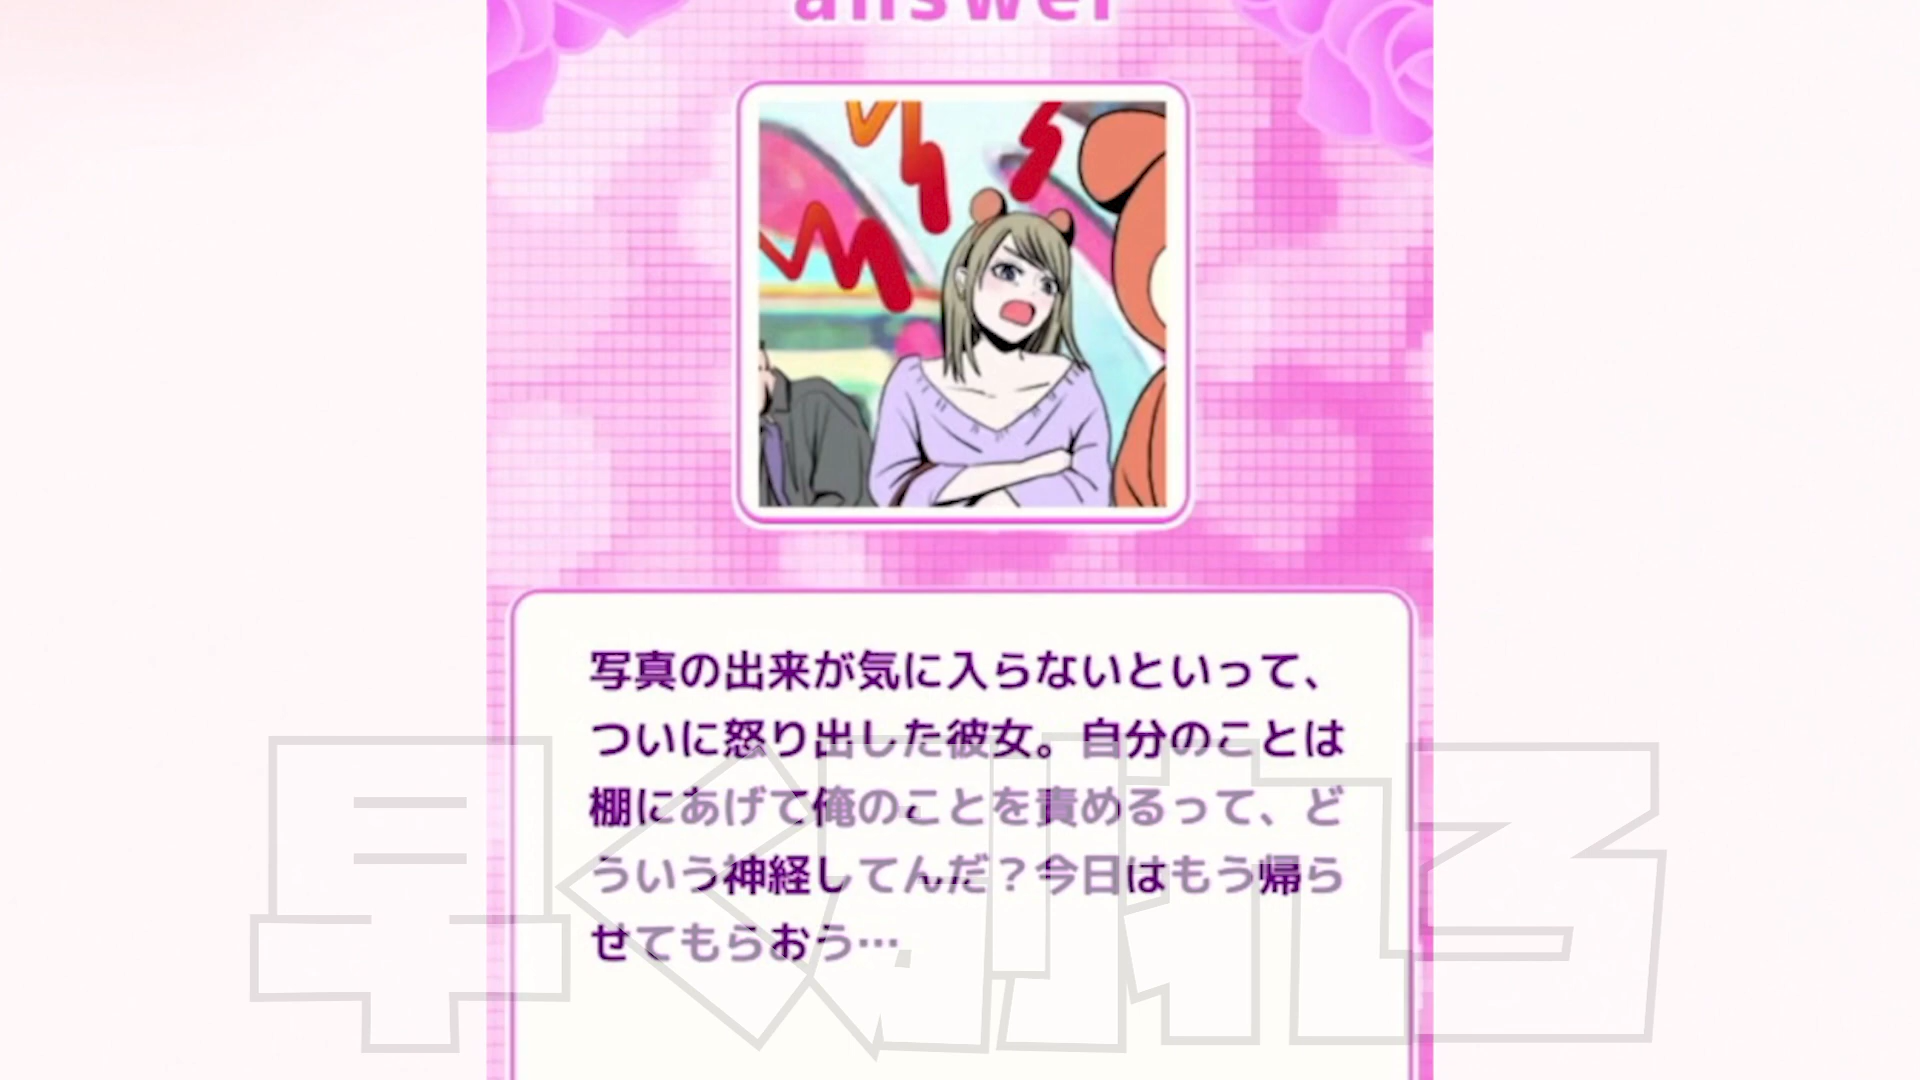 answer
写真の出来が気に入らないといって、
ついに怒り出した彼女。自分のことは
棚にあげて俺のことを責めるって、ど
ういう神経してんだ？今日はもう帰ら
せてもらおう…
早く別れろ